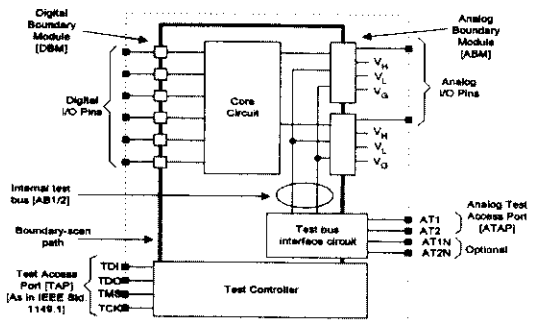 Digital
Boundary
Module
[DBM]
Analog
Boundary
Module
[ABM]
Digital
I/O Pins
Core
Circuit
VH
VL
VG
VH
VL
VG
Analog
I/O Pins
Internal test
bus [AB1/2]
Boundary-scan
path
Test bus
interface circuit
AT1
AT2
AT1N
AT2N
Analog Test
Access Port
[ATAP]
Optional
Test Access
Port [TAP]
[As in IEEE Std.
1149.1]
TDI
TDO
TMS
TCK
Test Controller